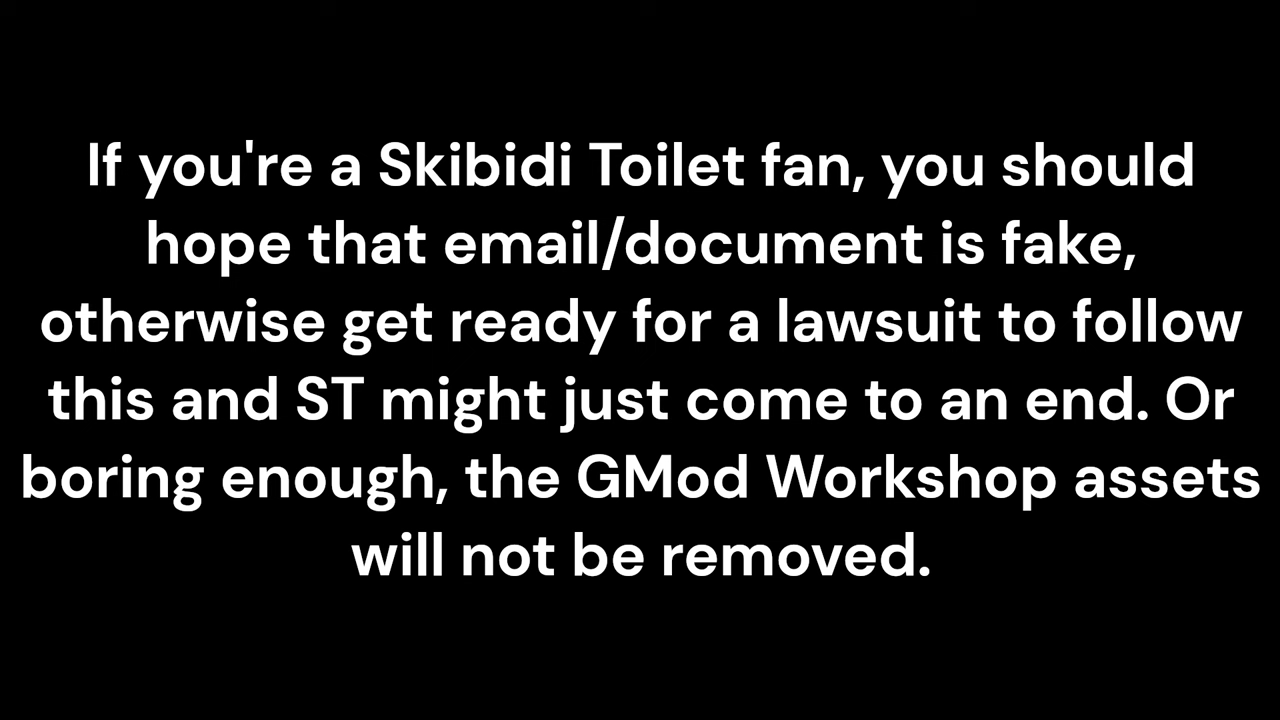 If you're a Skibidi Toilet fan, you should
hope that email/document is fake,
otherwise get ready for a lawsuit to follow
this and ST might just come to an end. Or
boring enough, the GMod Workshop assets
will not be removed.